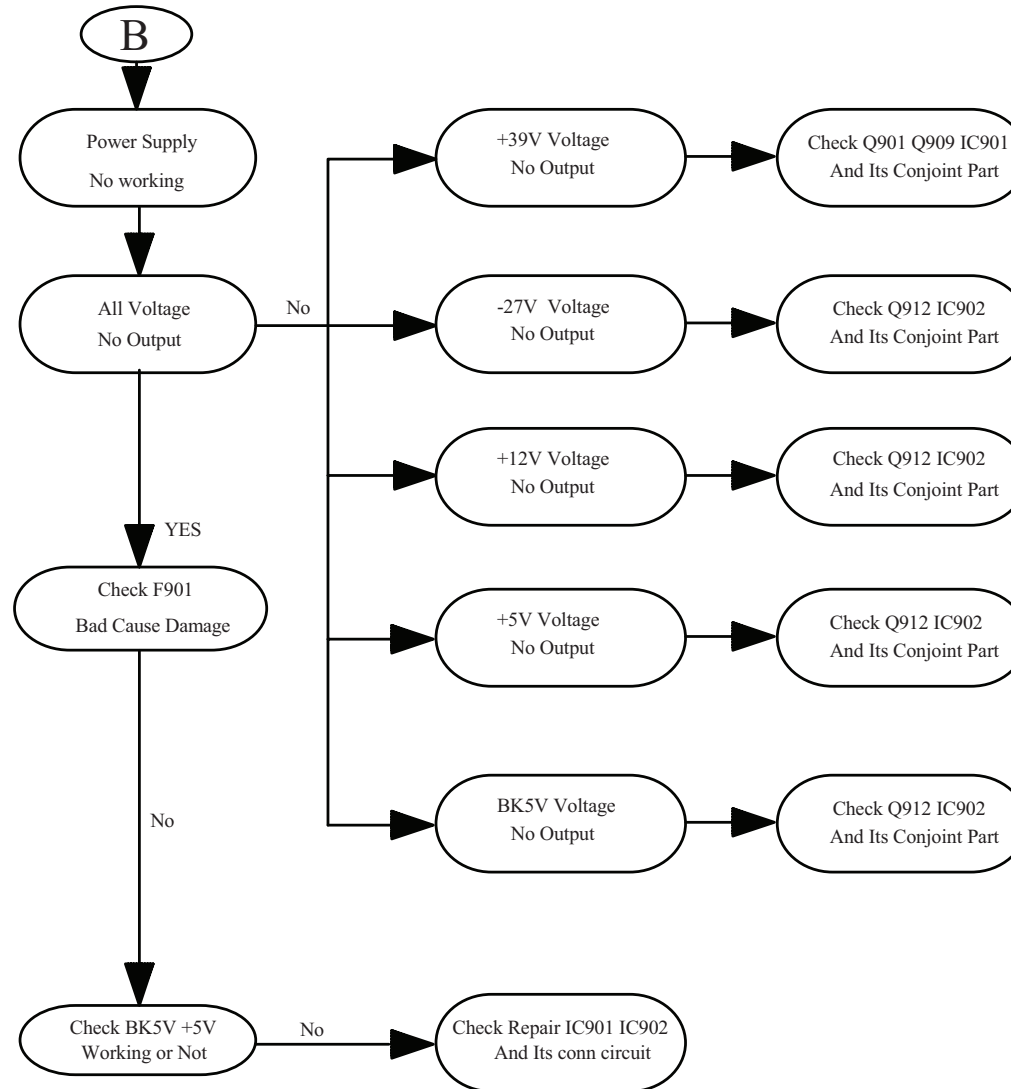 B
Power Supply
No working
All Voltage
No Output
No
YES
Check F901
Bad Cause Damage
No
Check BK5V +5V
Working or Not
No
Check Repair IC901 IC902
And Its conn circuit
+39V Voltage
No Output
Check Q901 Q909 IC901
And Its Conjoint Part
-27V Voltage
No Output
Check Q912 IC902
And Its Conjoint Part
+12V Voltage
No Output
Check Q912 IC902
And Its Conjoint Part
+5V Voltage
No Output
Check Q912 IC902
And Its Conjoint Part
BK5V Voltage
No Output
Check Q912 IC902
And Its Conjoint Part